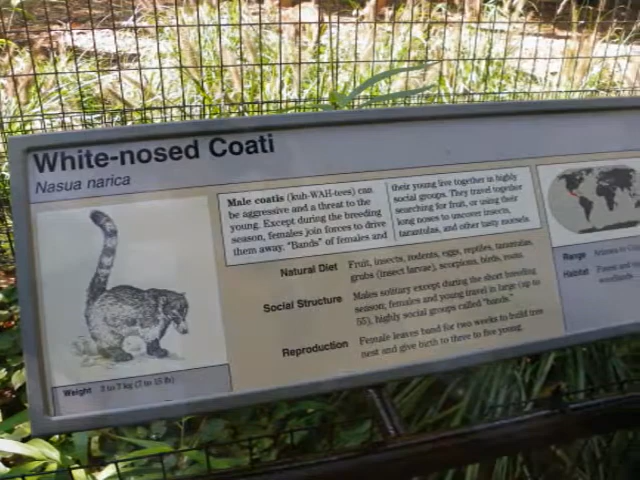 White-nosed Coati
Nasua narica
Male coatis (kuh-WAH-tees) can
be aggressive and a threat to the
young. Except during the breeding
season, females join forces to drive
them away. "Bands" of females and
their young live together in highly
social groups. They travel together
searching for fruit, or using their
long noses to uncover insects,
tarantulas, and other tasty morsels.
Natural Diet Fruit, insects, rodents, eggs, reptiles, tarantulas,
grubs (insect larvae), scorpions, birds, roots.
Social Structure Males solitary except during the short breeding
season; females and young travel in large (up to
55), highly social groups called "bands."
Reproduction Female leaves band for two weeks to build tree
nest and give birth to three to five young.
Weight 3 to 7 kg (7 to 15 lb)
Range Arizona to
Habitat Forest and
woodlands